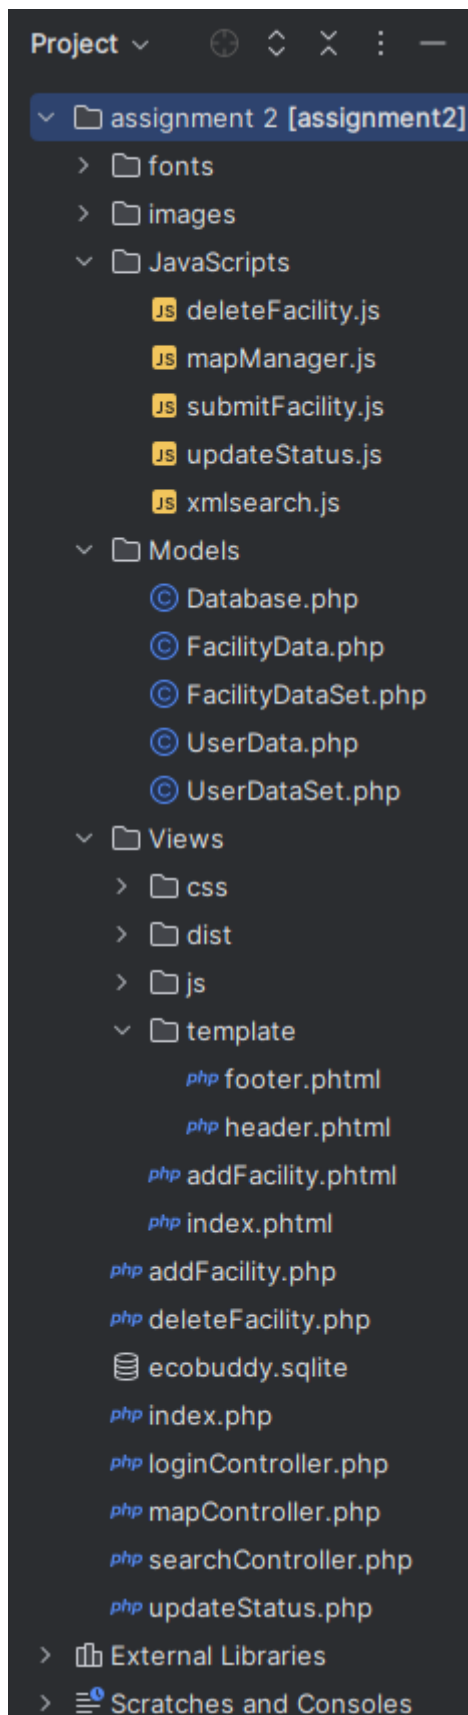 Project
assignment 2 [assignment2]
fonts
images
JavaScripts
JS deleteFacility.js
JS mapManager.js
JS submitFacility.js
JS updateStatus.js
JS xmlsearch.js
Models
C Database.php
C FacilityData.php
C FacilityDataSet.php
C UserData.php
C UserDataSet.php
Views
css
dist
js
template
php footer.phtml
php header.phtml
php addFacility.phtml
php index.phtml
php addFacility.php
php deleteFacility.php
ecobuddy.sqlite
php index.php
php loginController.php
php mapController.php
php searchController.php
php updateStatus.php
External Libraries
Scratches and Consoles